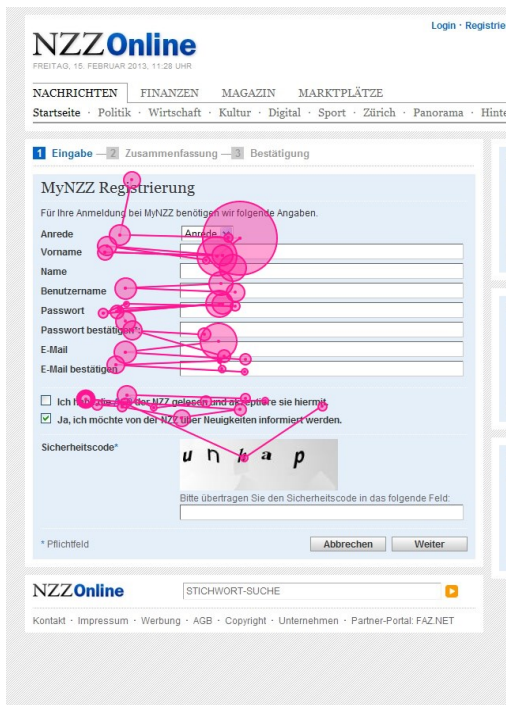 Login · Registrie
NZZOnline
FREITAG, 15. FEBRUAR 2013, 11:28 UHR
NACHRICHTEN FINANZEN MAGAZIN MARKTPLÄTZE
Startseite · Politik · Wirtschaft · Kultur · Digital · Sport · Zürich · Panorama · Hinte
1 Eingabe — 2 Zusammenfassung — 3 Bestätigung
MyNZZ Registrierung
Für Ihre Anmeldung bei MyNZZ benötigen wir folgende Angaben.
Anrede Anrede
Vorname
Name
Benutzername
Passwort
Passwort bestätigen
E-Mail
E-Mail bestätigen
Ich habe die AGB der NZZ gelesen und akzeptiere sie hiermit.
Ja, ich möchte von der NZZ über Neuigkeiten informiert werden.
Sicherheitscode*
u n k a p
Bitte übertragen Sie den Sicherheitscode in das folgende Feld:
* Pflichtfeld Abbrechen Weiter
NZZOnline STICHWORT-SUCHE
Kontakt · Impressum · Werbung · AGB · Copyright · Unternehmen · Partner-Portal: FAZ.NET